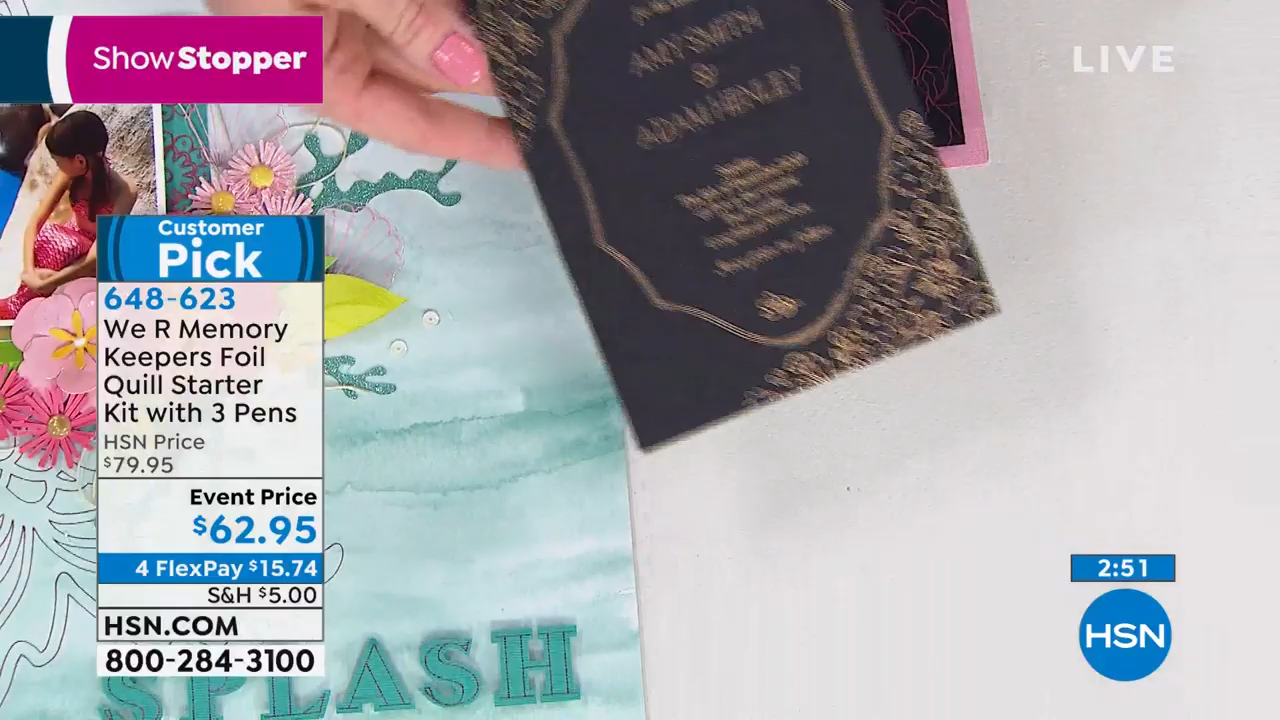 ShowStopper
LIVE
AMY SMITH
&
ADAM HENLEY
Customer
Pick
648-623
We R Memory
Keepers Foil
Quill Starter
Kit with 3 Pens
HSN Price
$79.95
Event Price
$62.95
4 FlexPay $15.74
S&H $5.00
HSN.COM
800-284-3100
2:51
HSN
SPLASH